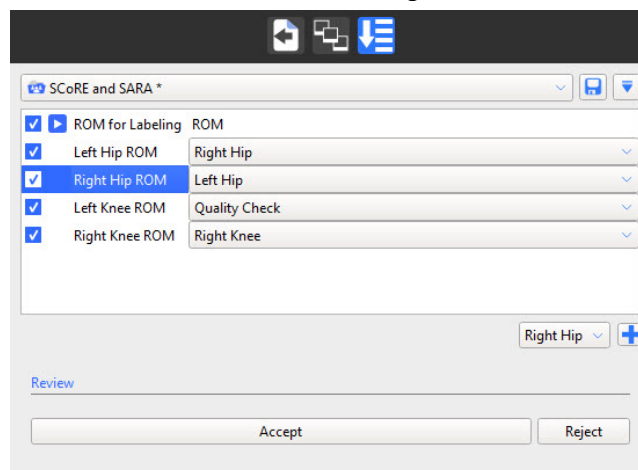 SCoRE and SARA *
ROM for Labeling ROM
Left Hip ROM Right Hip
Right Hip ROM Left Hip
Left Knee ROM Quality Check
Right Knee ROM Right Knee
Right Hip
Review
Accept Reject